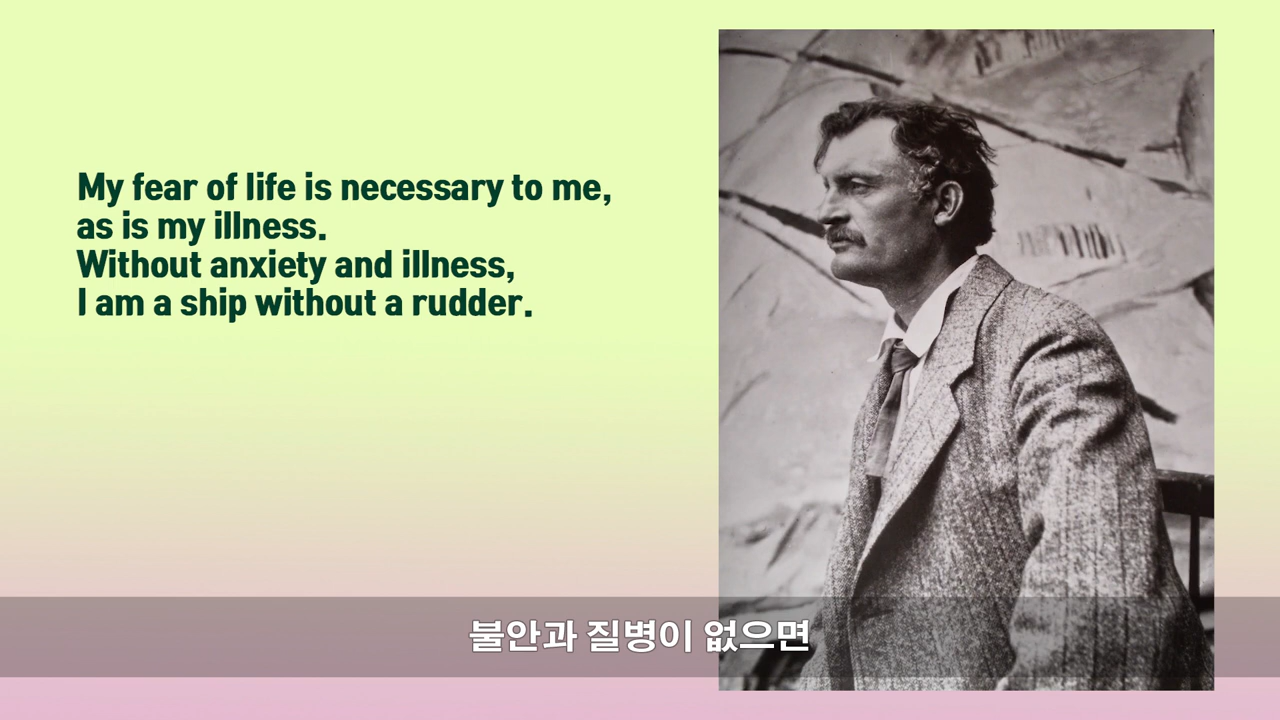 My fear of life is necessary to me,
as is my illness.
Without anxiety and illness,
I am a ship without a rudder.
불안과 질병이 없으면